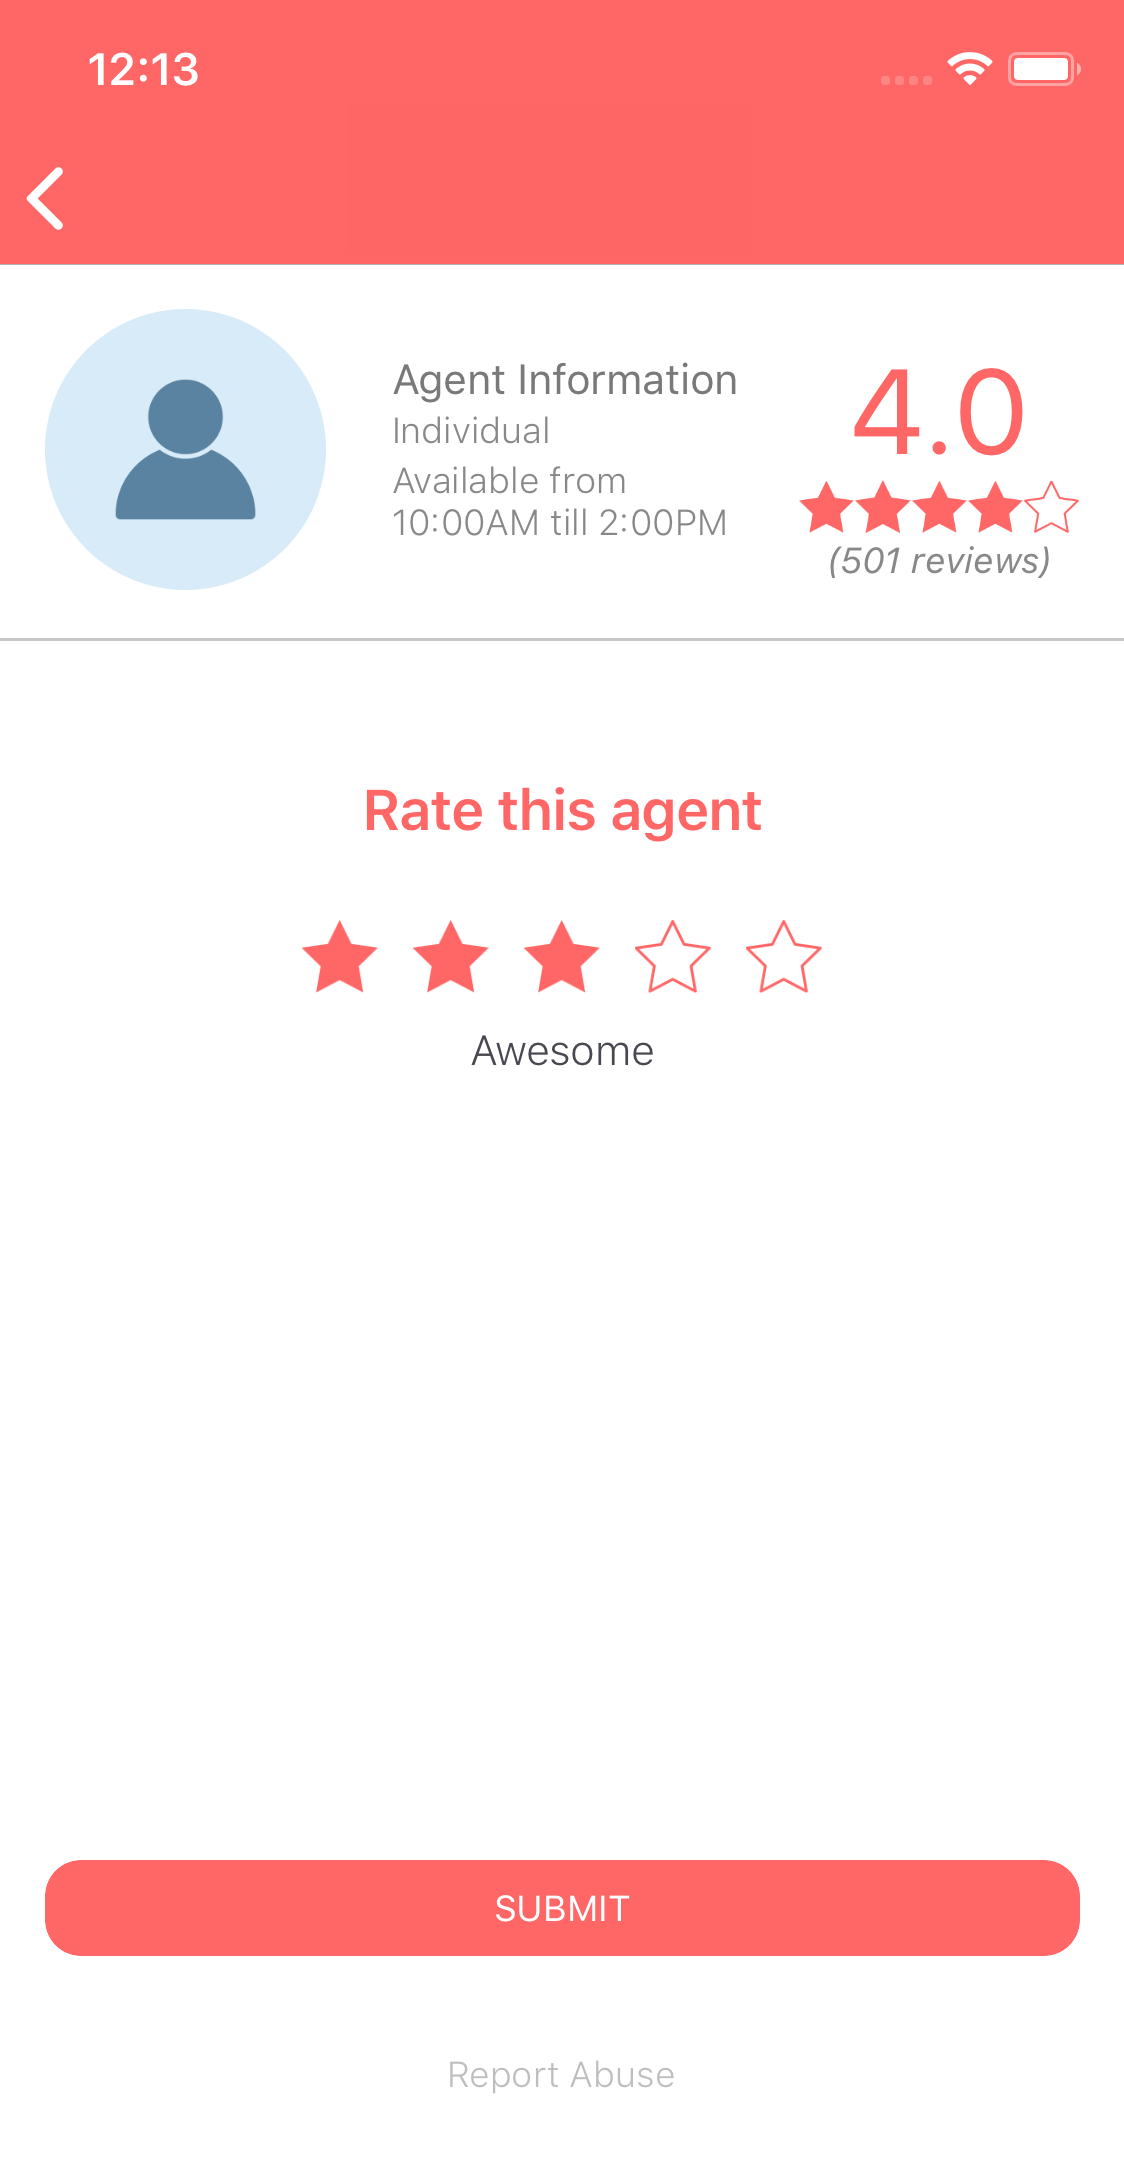 12:13
Agent Information
Individual
Available from
10:00AM till 2:00PM
4.0
(501 reviews)
Rate this agent
Awesome
SUBMIT
Report Abuse